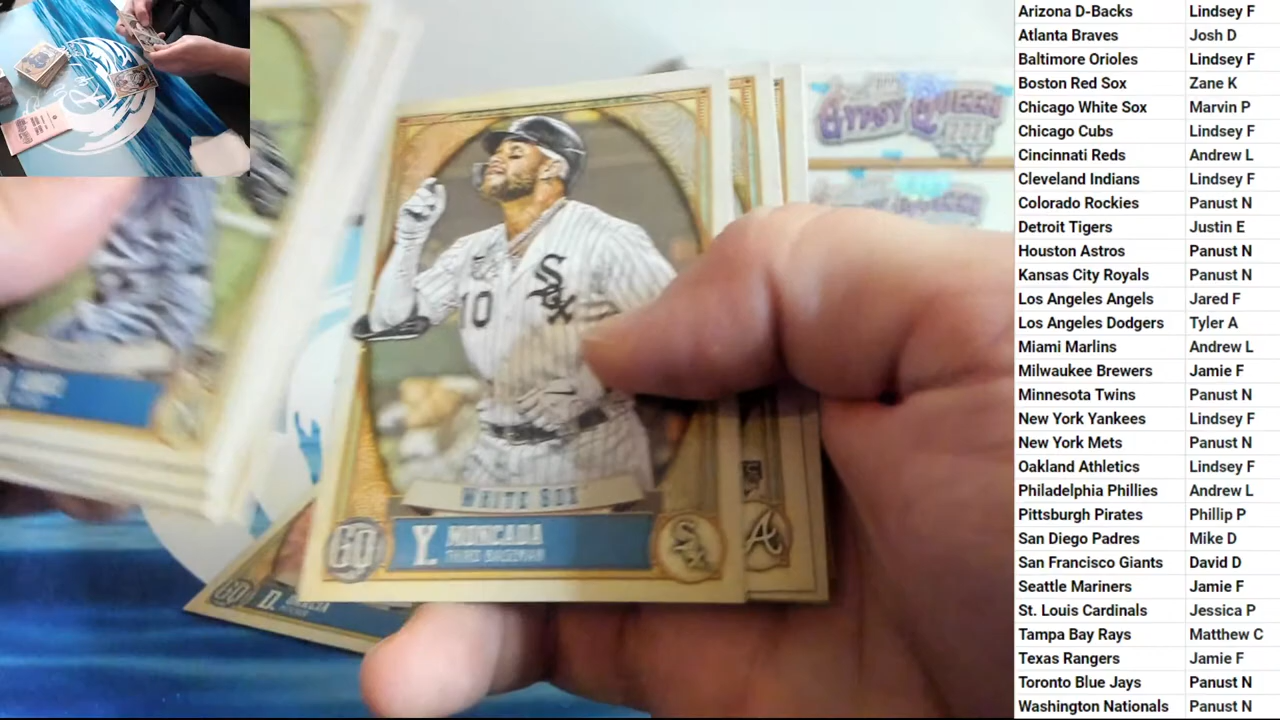 GYPSY QUEEN
Sox
10
WHITE SOX
GQ
Y. MONCADA
THIRD BASEMAN
Sox
A
GQ
D. GARCIA
Arizona D-Backs Lindsey F
Atlanta Braves Josh D
Baltimore Orioles Lindsey F
Boston Red Sox Zane K
Chicago White Sox Marvin P
Chicago Cubs Lindsey F
Cincinnati Reds Andrew L
Cleveland Indians Lindsey F
Colorado Rockies Panust N
Detroit Tigers Justin E
Houston Astros Panust N
Kansas City Royals Panust N
Los Angeles Angels Jared F
Los Angeles Dodgers Tyler A
Miami Marlins Andrew L
Milwaukee Brewers Jamie F
Minnesota Twins Panust N
New York Yankees Lindsey F
New York Mets Panust N
Oakland Athletics Lindsey F
Philadelphia Phillies Andrew L
Pittsburgh Pirates Phillip P
San Diego Padres Mike D
San Francisco Giants David D
Seattle Mariners Jamie F
St. Louis Cardinals Jessica P
Tampa Bay Rays Matthew C
Texas Rangers Jamie F
Toronto Blue Jays Panust N
Washington Nationals Panust N